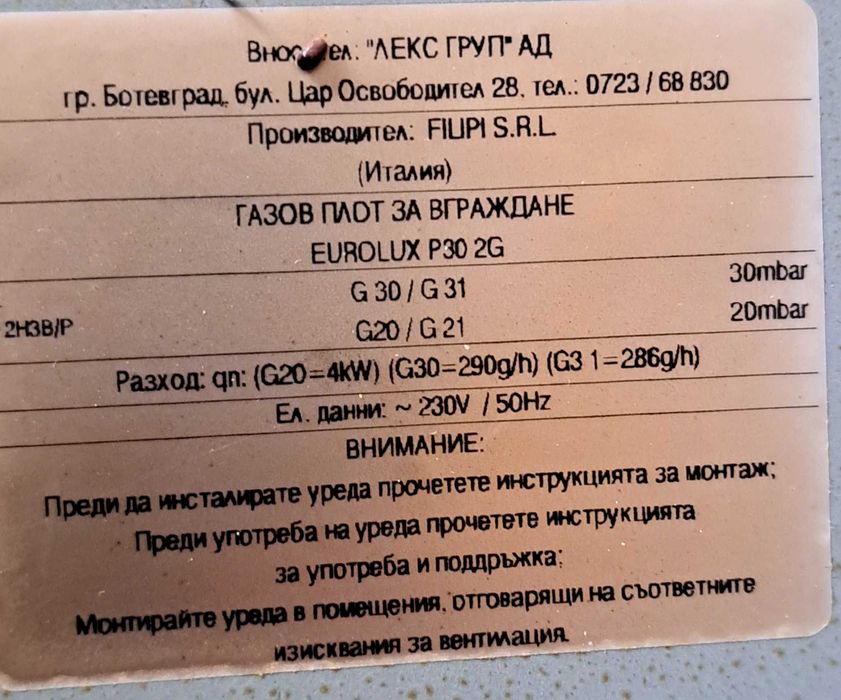 Вносител: "ЛЕКС ГРУП" АД
гр. Ботевград, бул. Цар Освободител 28, тел.: 0723 / 68 830
Производител: FILIPI S.R.L.
(Италия)
ГАЗОВ ПЛОТ ЗА ВГРАЖДАНЕ
EUROLUX P30 2G
G 30 / G 31 30mbar
2H3B/P G20 / G 21 20mbar
Разход: qn: (G20=4kW) (G30=290g/h) (G3 1=286g/h)
Ел. данни: ~ 230V / 50Hz
ВНИМАНИЕ:
Преди да инсталирате уреда прочетете инструкцията за монтаж;
Преди употреба на уреда прочетете инструкцията
за употреба и поддръжка;
Монтирайте уреда в помещения, отговарящи на съответните
изисквания за вентилация.